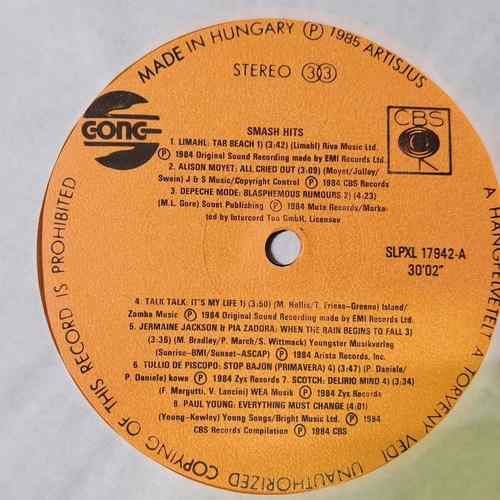 MADE IN HUNGARY Ⓟ 1985 ARTISJUS
STEREO 33
GONG
CBS
SMASH HITS
1. LIMAHL: TAR BEACH 1) (3:42) (Limahl) Riva Music Ltd.
Ⓟ 1984 Original Sound Recording made by EMI Records Ltd.
2. ALISON MOYET: ALL CRIED OUT (3:09) (Moyet/Jolley/
Swain) J & S Music/Copyright Control Ⓟ 1984 CBS Records
3. DEPECHE MODE: BLASPHEMOUS RUMOURS 2) (4:23)
(M.L. Gore) Sonet Publishing Ⓟ 1984 Mute Records/Marke-
ted by Intercord Ton GmbH. Licensee
SLPXL 17942-A
30'02"
4. TALK TALK: IT'S MY LIFE 1) (3:50) (M. Hollis/T. Friese-Greene) Island/
Zomba Music Ⓟ 1984 Original Sound Recording made by EMI Records Ltd.
5. JERMAINE JACKSON & PIA ZADORA: WHEN THE RAIN BEGINS TO FALL 3)
(3:36) (M. Bradley/P. March/S. Wittmack) Youngster Musikverlag
(Sunrise-BMI/Sunset-ASCAP) Ⓟ 1984 Arista Records, Inc.
6. TULLIO DE PISCOPO: STOP BAJON (PRIMAVERA) 4) (3:47) (P. Daniele/
P. Daniele) kowa Ⓟ 1984 Zyx Records 7. SCOTCH: DELIRIO MIND 4) (3:34)
(F. Margutti, V. Lancini) WEA Musik Ⓟ 1984 Zyx Records
8. PAUL YOUNG: EVERYTHING MUST CHANGE (4:01)
(Young-Kewley) Young Songs/Bright Music Ltd. Ⓟ 1984
CBS Records Compilation Ⓟ 1984 CBS
A HANGFELVÉTELT A TÖRVÉNY VÉDI
UNAUTHORIZED COPYING OF THIS RECORD IS PROHIBITED